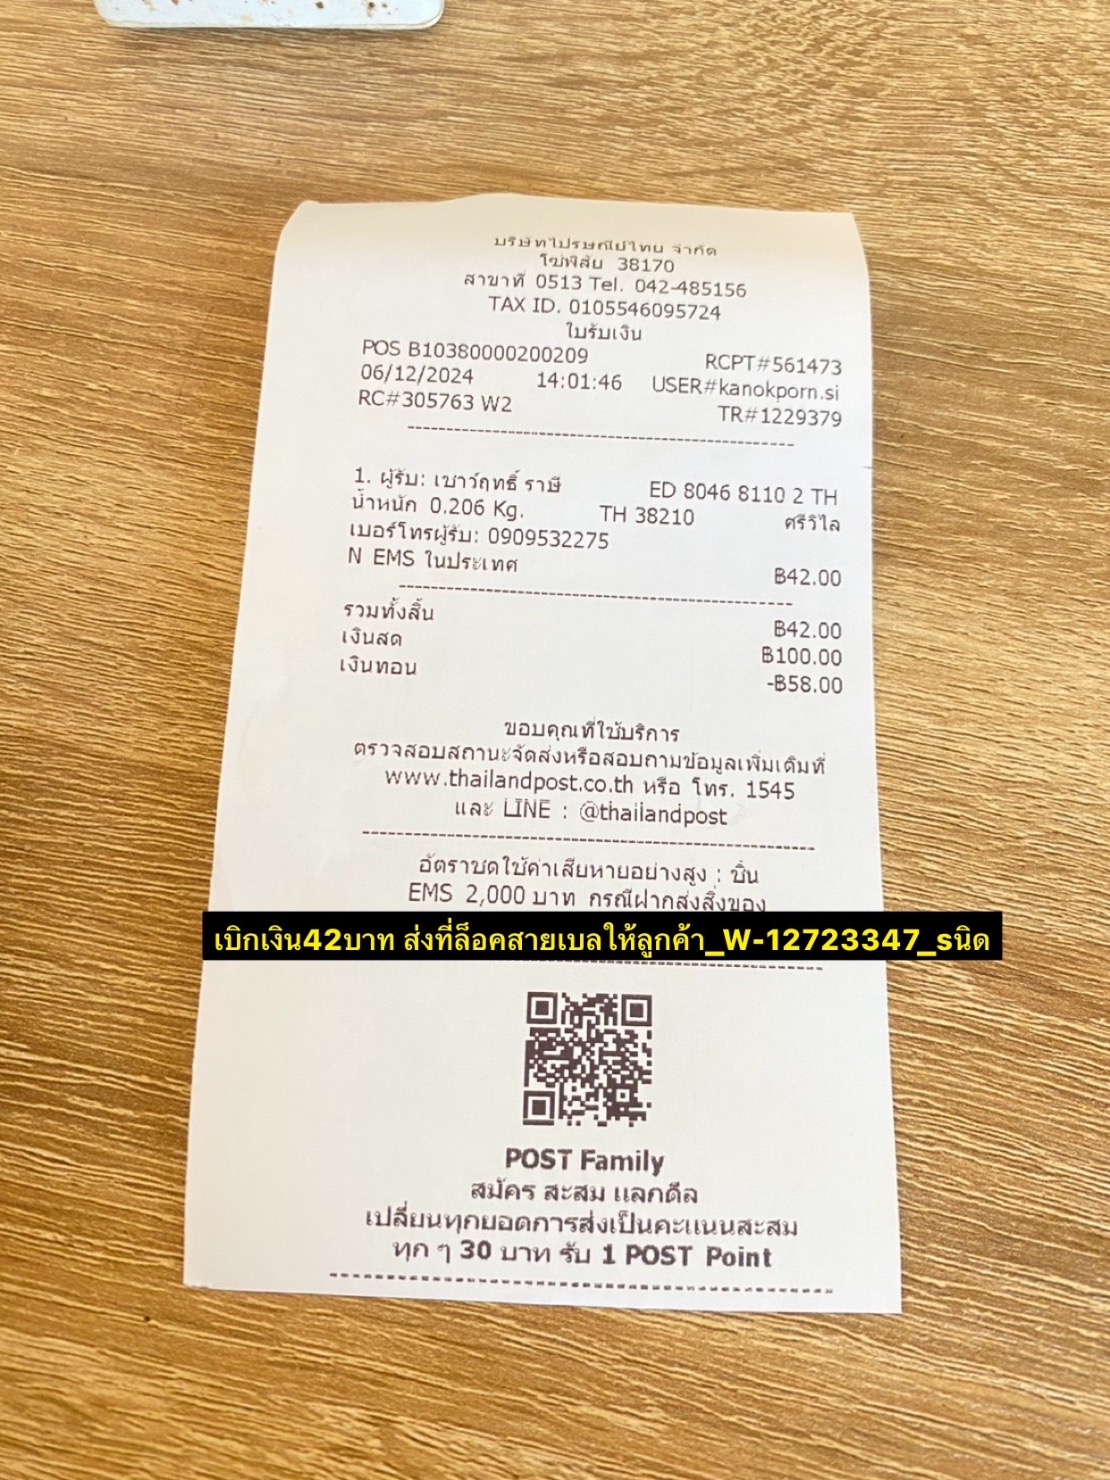 บริษัทไปรษณีย์ไทย จำกัด
โซ่พิสัย 38170
สาขาที่ 0513 Tel. 042-485156
TAX ID. 0105546095724
ใบรับเงิน
POS B10380000200209 RCPT#561473
06/12/2024 14:01:46 USER#kanokporn.si
RC#305763 W2 TR#1229379
1. ผู้รับ: เชาว์ฤทธิ์ ราษี ED 8046 8110 2 TH
น้ำหนัก 0.206 Kg. TH 38210 ศรีวิไล
เบอร์โทรผู้รับ: 0909532275
N EMS ในประเทศ ฿42.00
รวมทั้งสิ้น ฿42.00
เงินสด ฿100.00
เงินทอน -฿58.00
ขอบคุณที่ใช้บริการ
ตรวจสอบสถานะจัดส่งหรือสอบถามข้อมูลเพิ่มเติมที่
www.thailandpost.co.th หรือ โทร. 1545
และ LINE : @thailandpost
อัตราชดใช้ค่าเสียหายอย่างสูง : ชิ้น
EMS 2,000 บาท กรณีฝากส่งสิ่งของ
เบิกเงิน42บาท ส่งที่ล็อคสายเบลให้ลูกค้า_W-12723347_sนิด
POST Family
สมัคร สะสม แลกดีล
เปลี่ยนทุกยอดการส่งเป็นคะแนนสะสม
ทุก ๆ 30 บาท รับ 1 POST Point